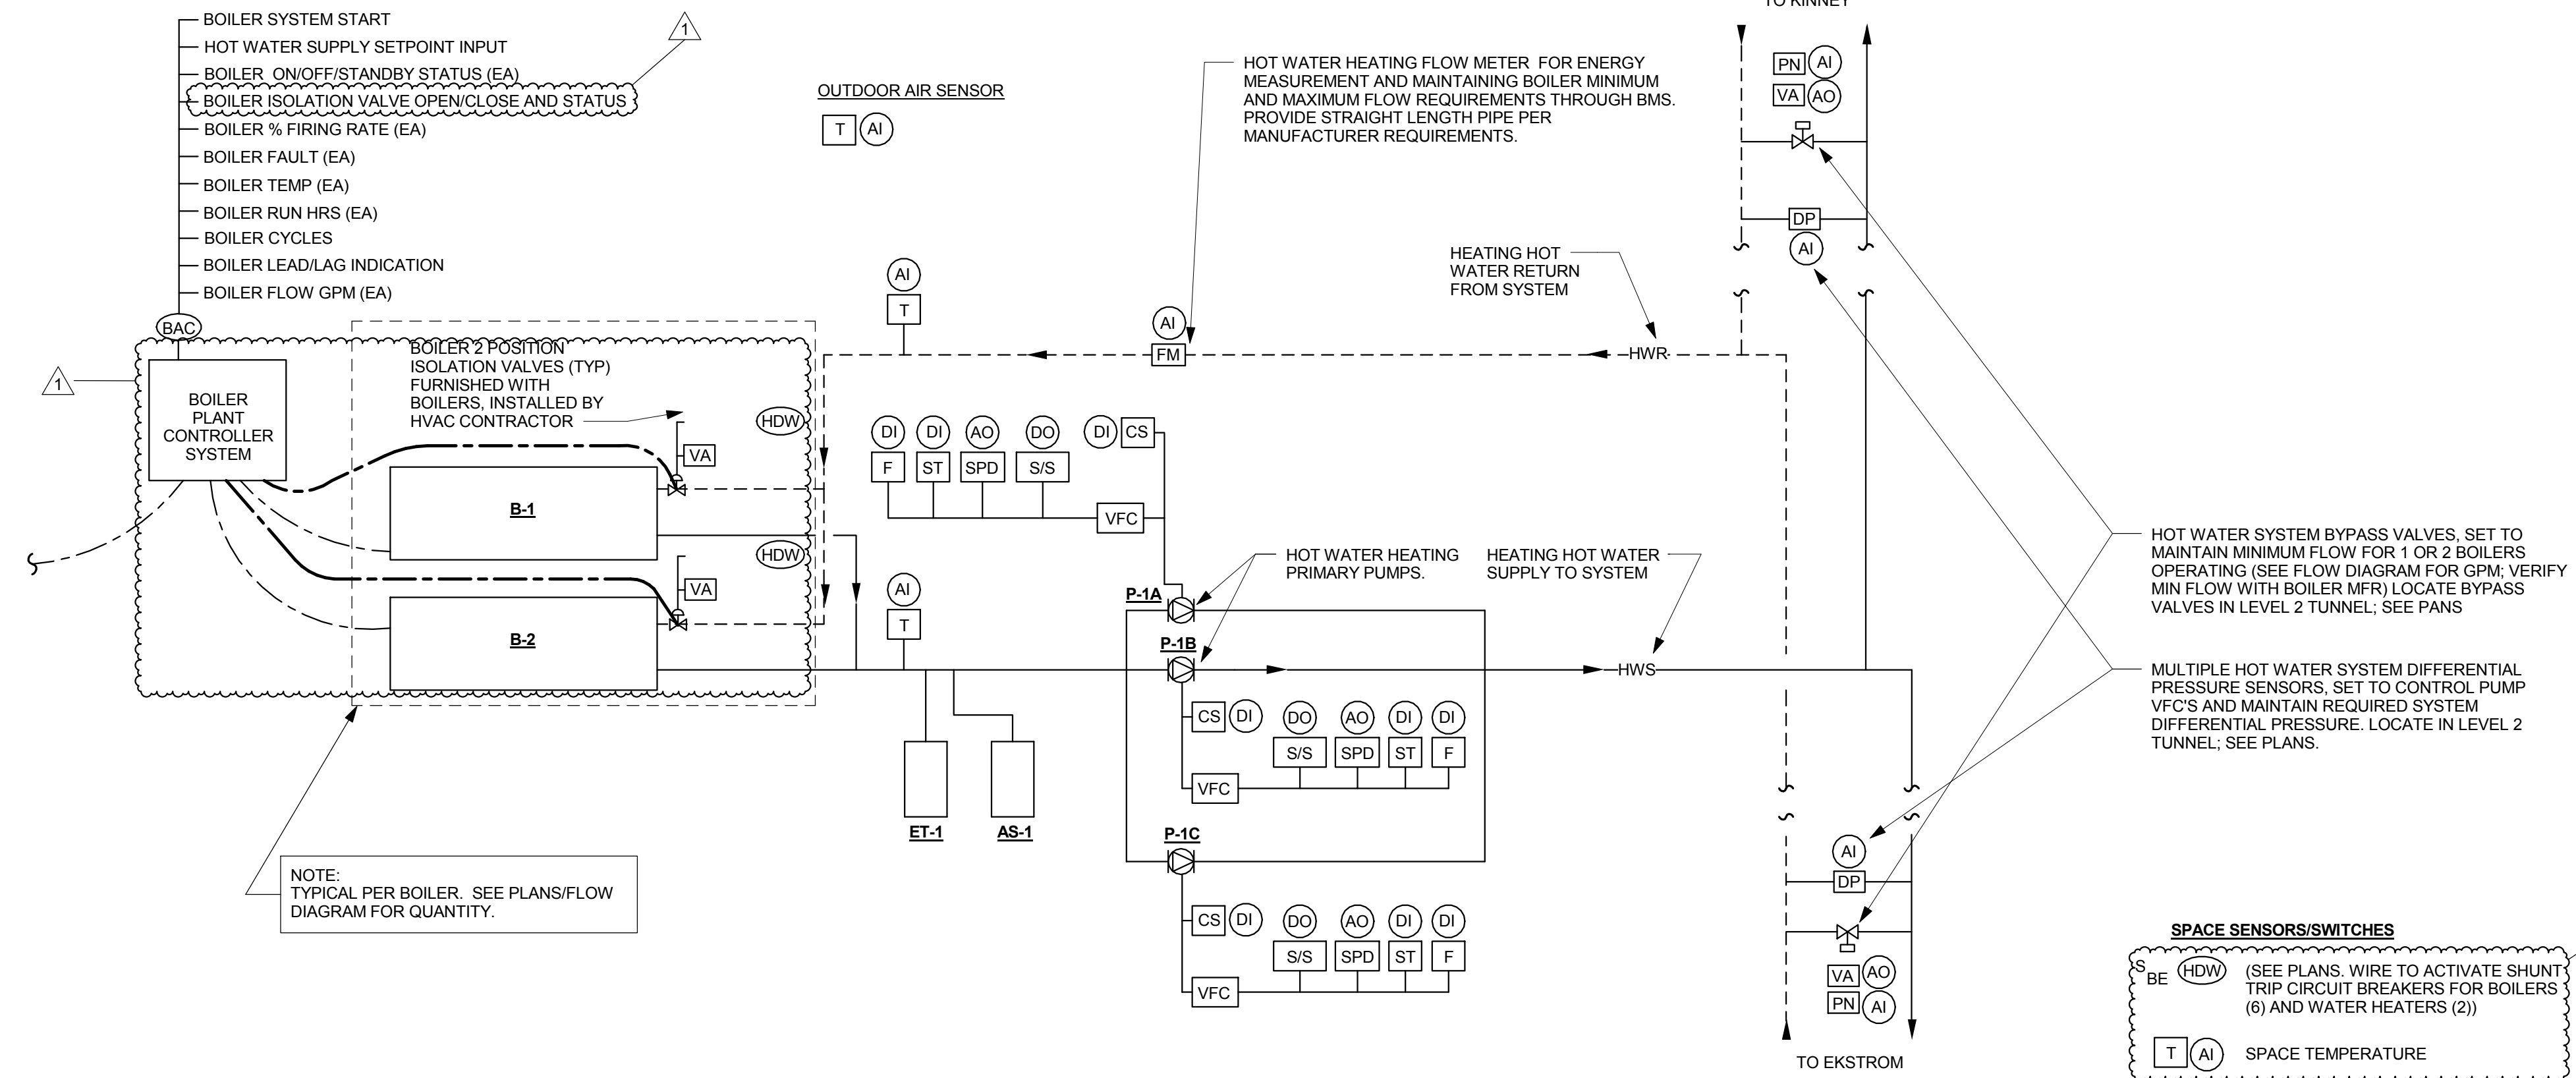 BOILER SYSTEM START
HOT WATER SUPPLY SETPOINT INPUT
BOILER ON/OFF/STANDBY STATUS (EA)
BOILER ISOLATION VALVE OPEN/CLOSE AND STATUS
BOILER % FIRING RATE (EA)
BOILER FAULT (EA)
BOILER TEMP (EA)
BOILER RUN HRS (EA)
BOILER CYCLES
BOILER LEAD/LAG INDICATION
BOILER FLOW GPM (EA)
BAC
1
1
BOILER
PLANT
CONTROLLER
SYSTEM
BOILER 2 POSITION
ISOLATION VALVES (TYP)
FURNISHED WITH
BOILERS, INSTALLED BY
HVAC CONTRACTOR
HDW
VA
B-1
HDW
VA
B-2
NOTE:
TYPICAL PER BOILER. SEE PLANS/FLOW
DIAGRAM FOR QUANTITY.
OUTDOOR AIR SENSOR
T AI
HOT WATER HEATING FLOW METER FOR ENERGY
MEASUREMENT AND MAINTAINING BOILER MINIMUM
AND MAXIMUM FLOW REQUIREMENTS THROUGH BMS.
PROVIDE STRAIGHT LENGTH PIPE PER
MANUFACTURER REQUIREMENTS.
AI
T
AI
FM
HEATING HOT
WATER RETURN
FROM SYSTEM
HWR
DI DI AO DO DI CS
F ST SPD S/S
VFC
AI
T
HOT WATER HEATING
PRIMARY PUMPS.
HEATING HOT WATER
SUPPLY TO SYSTEM
P-1A
P-1B
HWS
CS DI DO AO DI DI
S/S SPD ST F
VFC
ET-1
AS-1
P-1C
CS DI DO AO DI DI
S/S SPD ST F
VFC
TO KINNEY
PN AI
VA AO
DP
AI
HOT WATER SYSTEM BYPASS VALVES, SET TO
MAINTAIN MINIMUM FLOW FOR 1 OR 2 BOILERS
OPERATING (SEE FLOW DIAGRAM FOR GPM; VERIFY
MIN FLOW WITH BOILER MFR) LOCATE BYPASS
VALVES IN LEVEL 2 TUNNEL; SEE PANS
MULTIPLE HOT WATER SYSTEM DIFFERENTIAL
PRESSURE SENSORS, SET TO CONTROL PUMP
VFC'S AND MAINTAIN REQUIRED SYSTEM
DIFFERENTIAL PRESSURE. LOCATE IN LEVEL 2
TUNNEL; SEE PLANS.
AI
DP
VA AO
PN AI
TO EKSTROM
SPACE SENSORS/SWITCHES
S
BE
HDW
(SEE PLANS. WIRE TO ACTIVATE SHUNT
TRIP CIRCUIT BREAKERS FOR BOILERS
(6) AND WATER HEATERS (2))
T AI SPACE TEMPERATURE